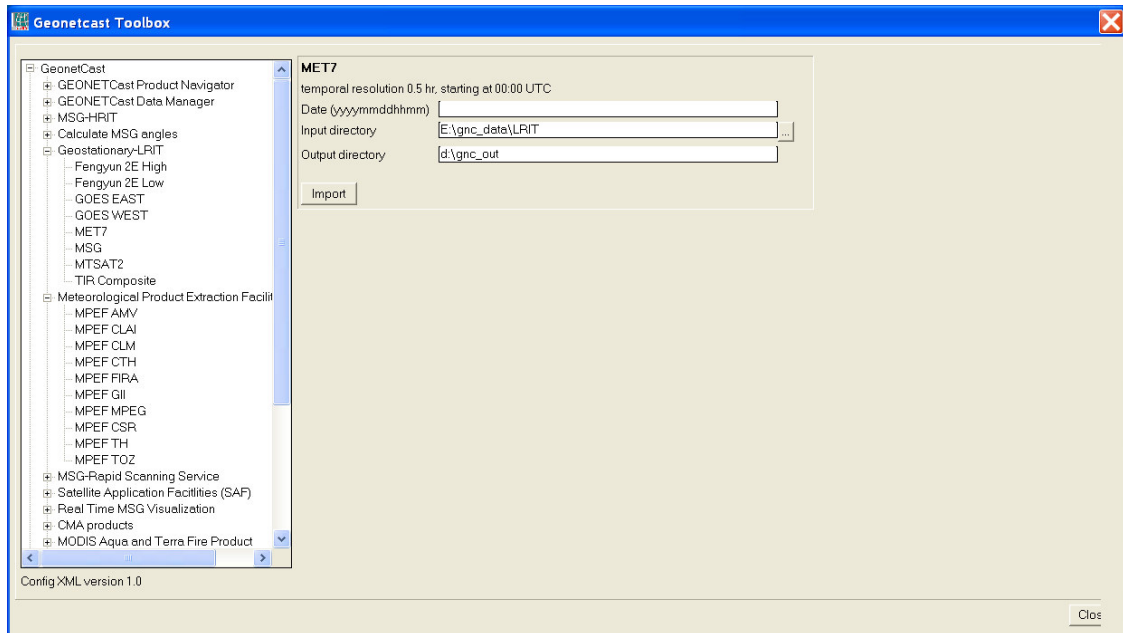 Geonetcast Toolbox
GeonetCast
GEONETCast Product Navigator
GEONETCast Data Manager
MSG-HRIT
Calculate MSG angles
Geostationary-LRIT
Fengyun 2E High
Fengyun 2E Low
GOES EAST
GOES WEST
MET7
MSG
MTSAT2
TIR Composite
Meteorological Product Extraction Facilit
MPEF AMV
MPEF CLAI
MPEF CLM
MPEF CTH
MPEF FIRA
MPEF GII
MPEF MPEG
MPEF CSR
MPEF TH
MPEF TOZ
MSG-Rapid Scanning Service
Satellite Application Facitlities (SAF)
Real Time MSG Visualization
CMA products
MODIS Aqua and Terra Fire Product
Config XML version 1.0
MET7
temporal resolution 0.5 hr, starting at 00:00 UTC
Date (yyyymmddhhmm)
Input directory E:\gnc_data\LRIT ...
Output directory d:\gnc_out
Import
Clos